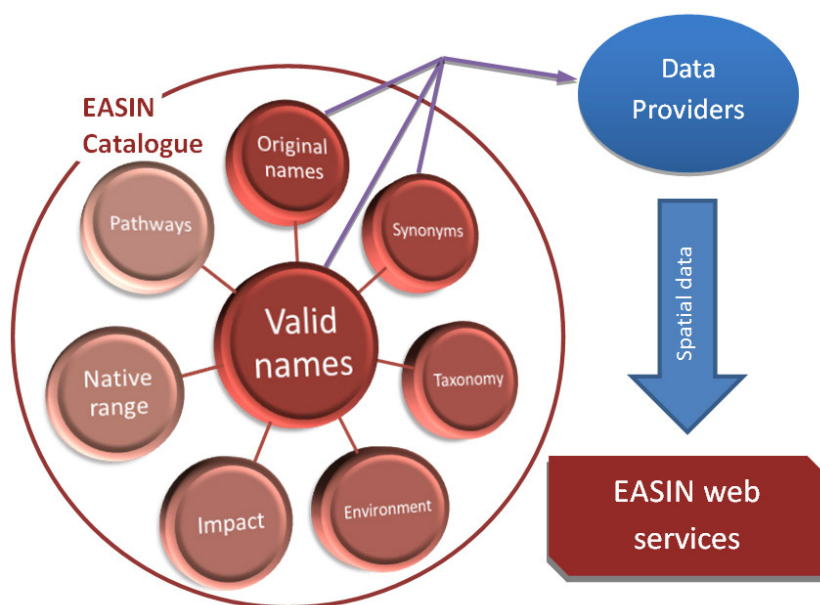 EASIN
Catalogue
Original
names
Synonyms
Pathways
Valid
names
Taxonomy
Native
range
Impact
Environment
Data
Providers
Spatial data
EASIN web
services